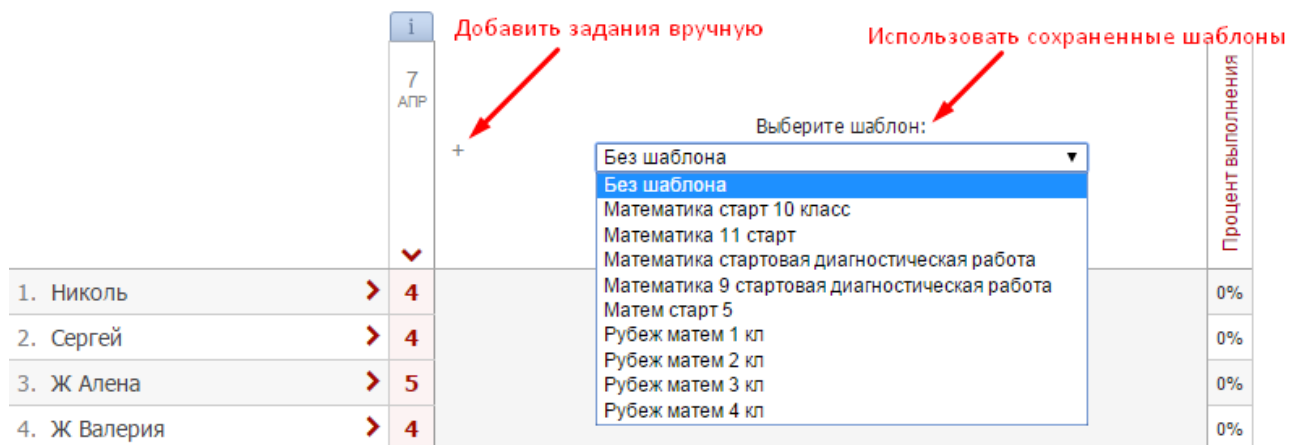 i
Добавить задания вручную
Использовать сохраненные шаблоны
7
АПР
Процент выполнения
Выберите шаблон:
+
Без шаблона
Без шаблона
Математика старт 10 класс
Математика 11 старт
Математика стартовая диагностическая работа
Математика 9 стартовая диагностическая работа
Матем старт 5
Рубеж матем 1 кл
Рубеж матем 2 кл
Рубеж матем 3 кл
Рубеж матем 4 кл
1. Николь 4 0%
2. Сергей 4 0%
3. Ж Алена 5 0%
4. Ж Валерия 4 0%